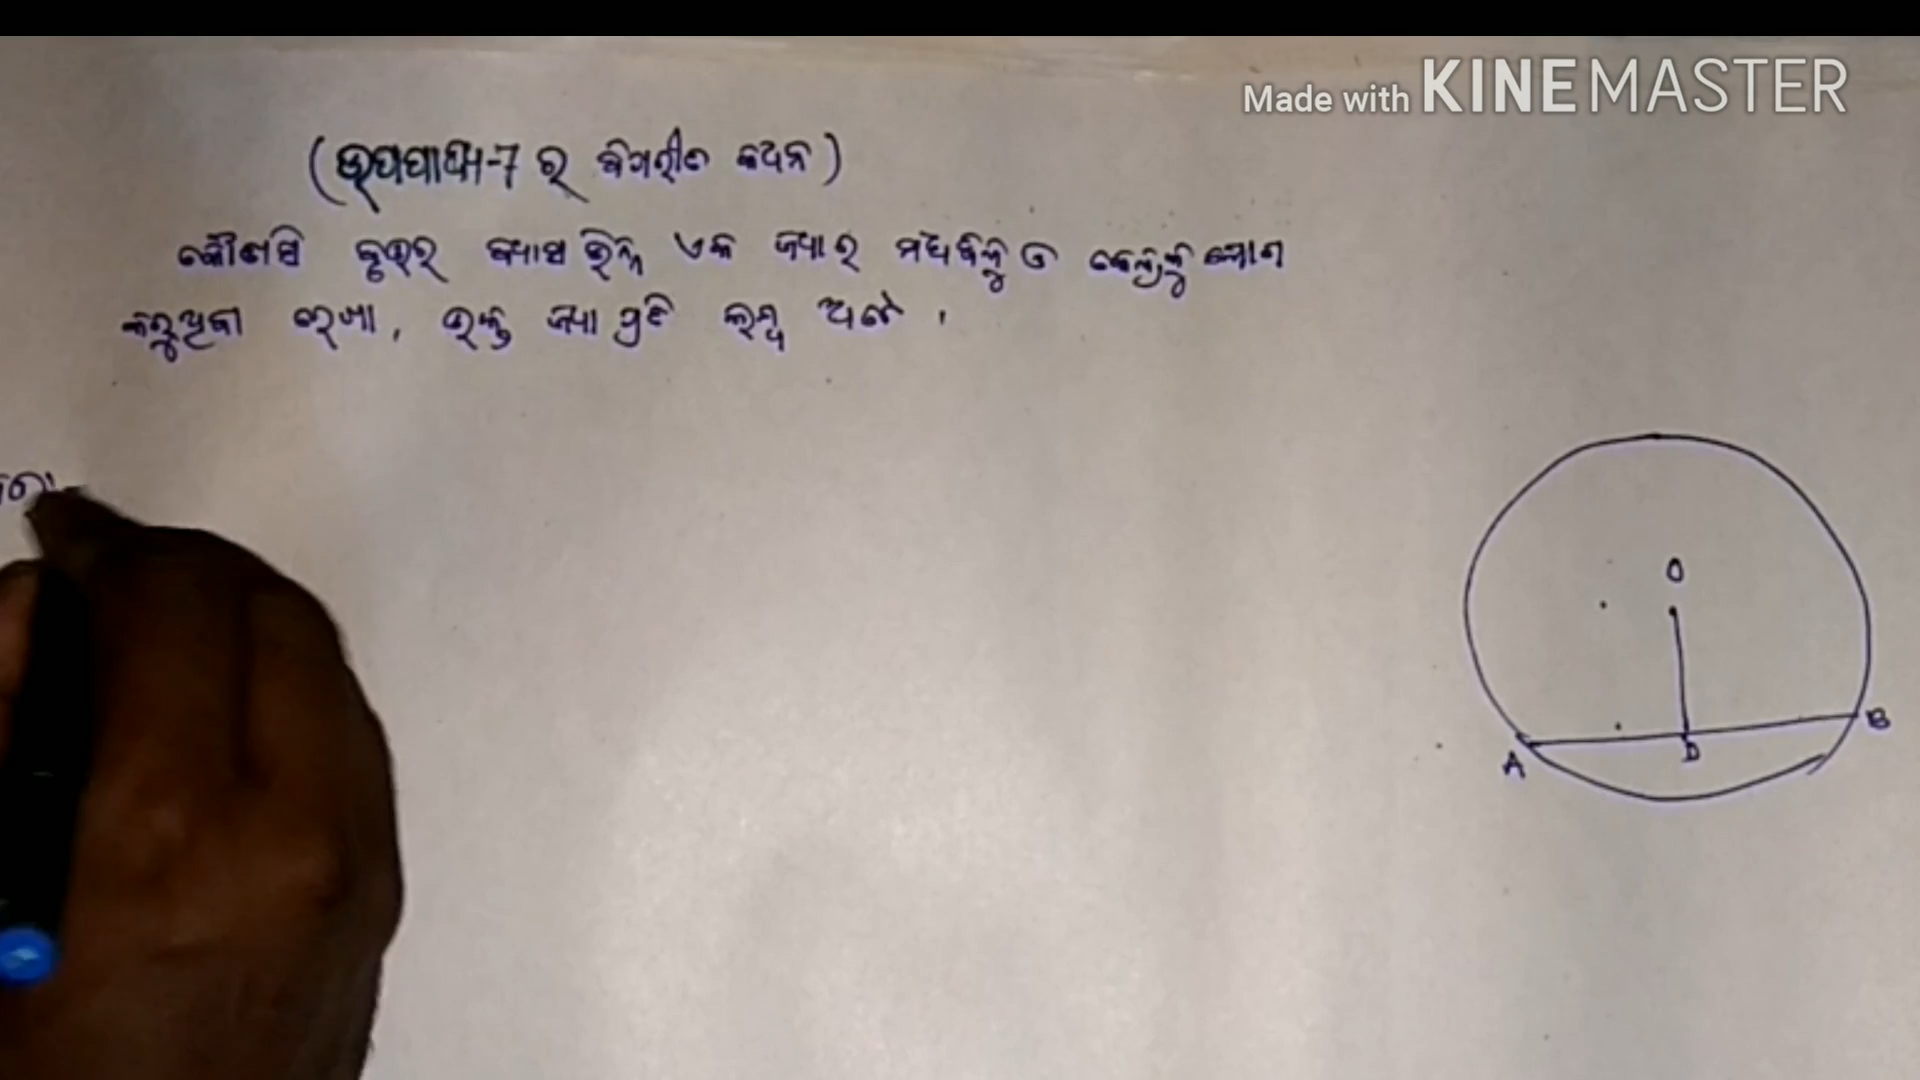 Made with KINEMASTER
(ଉପପାଦ୍ୟ-7 ର ବିପରୀତ କଥନ)
କୌଣସି ବୃତ୍ତର ବ୍ୟାସ ଭିନ୍ନ ଏକ ଜ୍ୟାର ମଧ୍ୟବିନ୍ଦୁ ଓ କେନ୍ଦ୍ରକୁ ଯୋଗ
କରୁଥିବା ରେଖା, ଉକ୍ତ ଜ୍ୟା ପ୍ରତି ଲମ୍ବ ଅଟେ ।
O
A D B